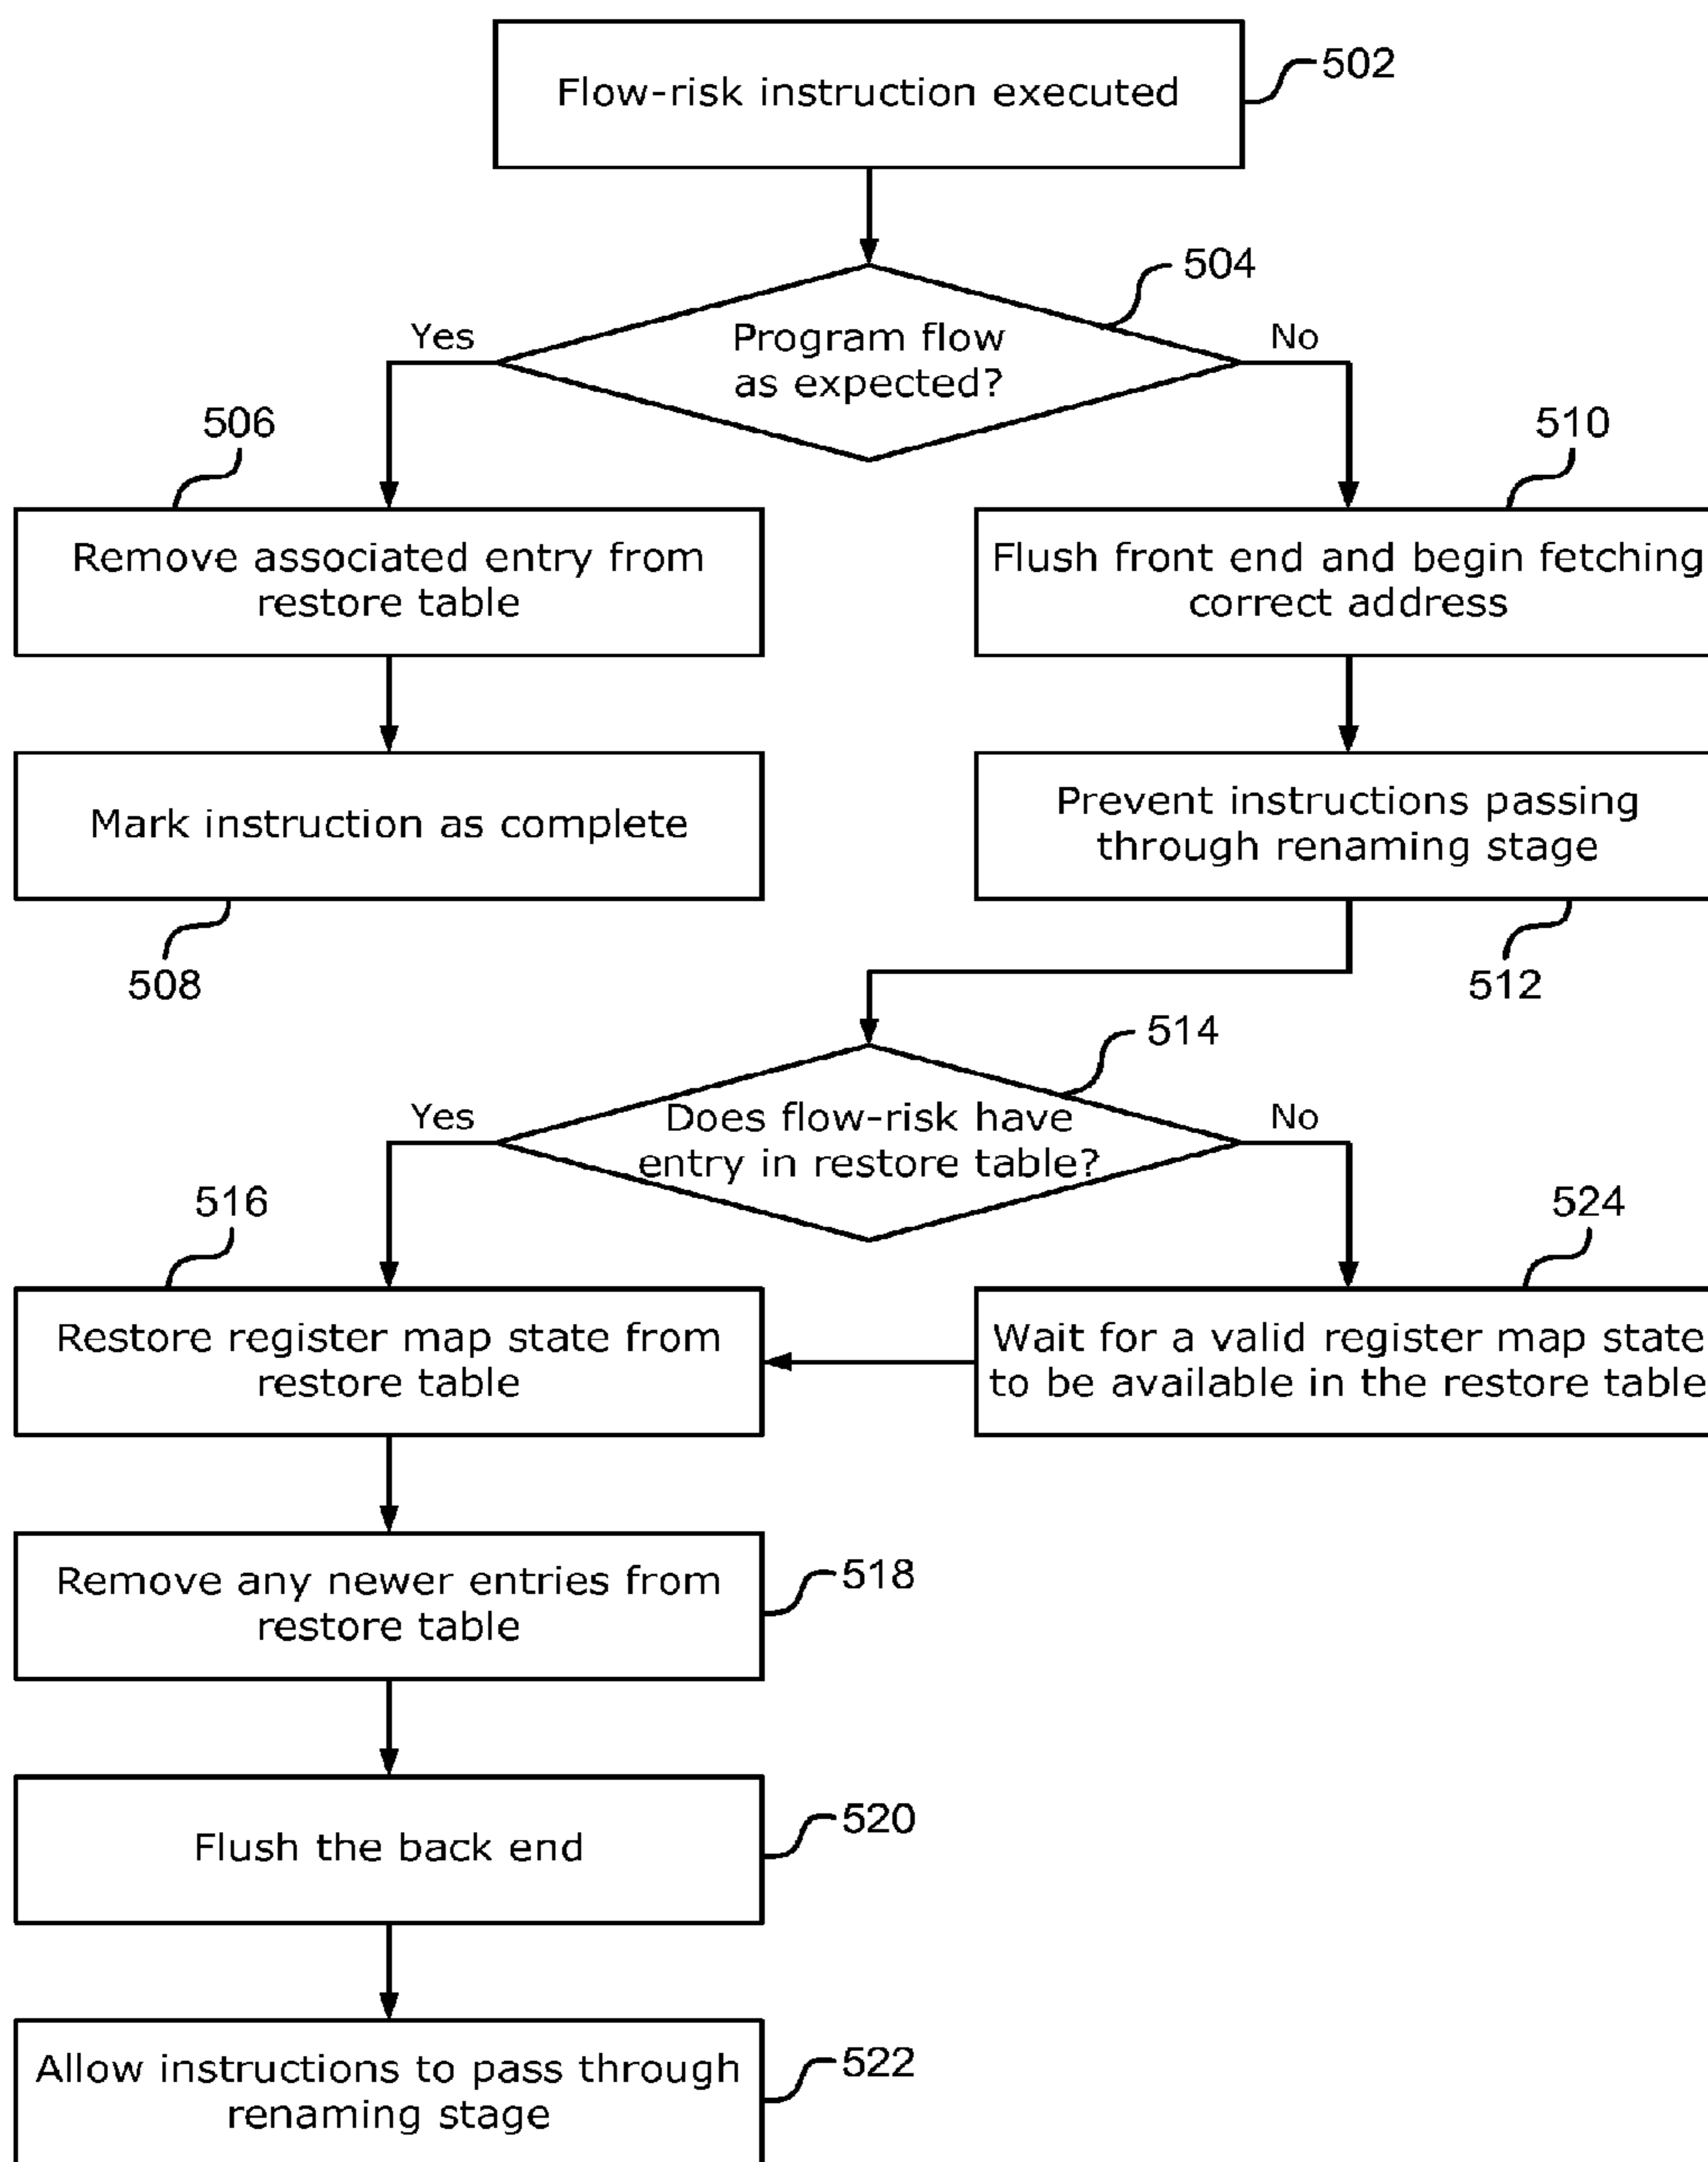 Flow-risk instruction executed
502
504
Program flow
as expected?
Yes
No
506
510
Remove associated entry from
restore table
Flush front end and begin fetching
correct address
Mark instruction as complete
Prevent instructions passing
through renaming stage
508
512
514
Does flow-risk have
entry in restore table?
Yes
No
516
524
Restore register map state from
restore table
Wait for a valid register map state
to be available in the restore table
Remove any newer entries from
restore table
518
Flush the back end
520
Allow instructions to pass through
renaming stage
522